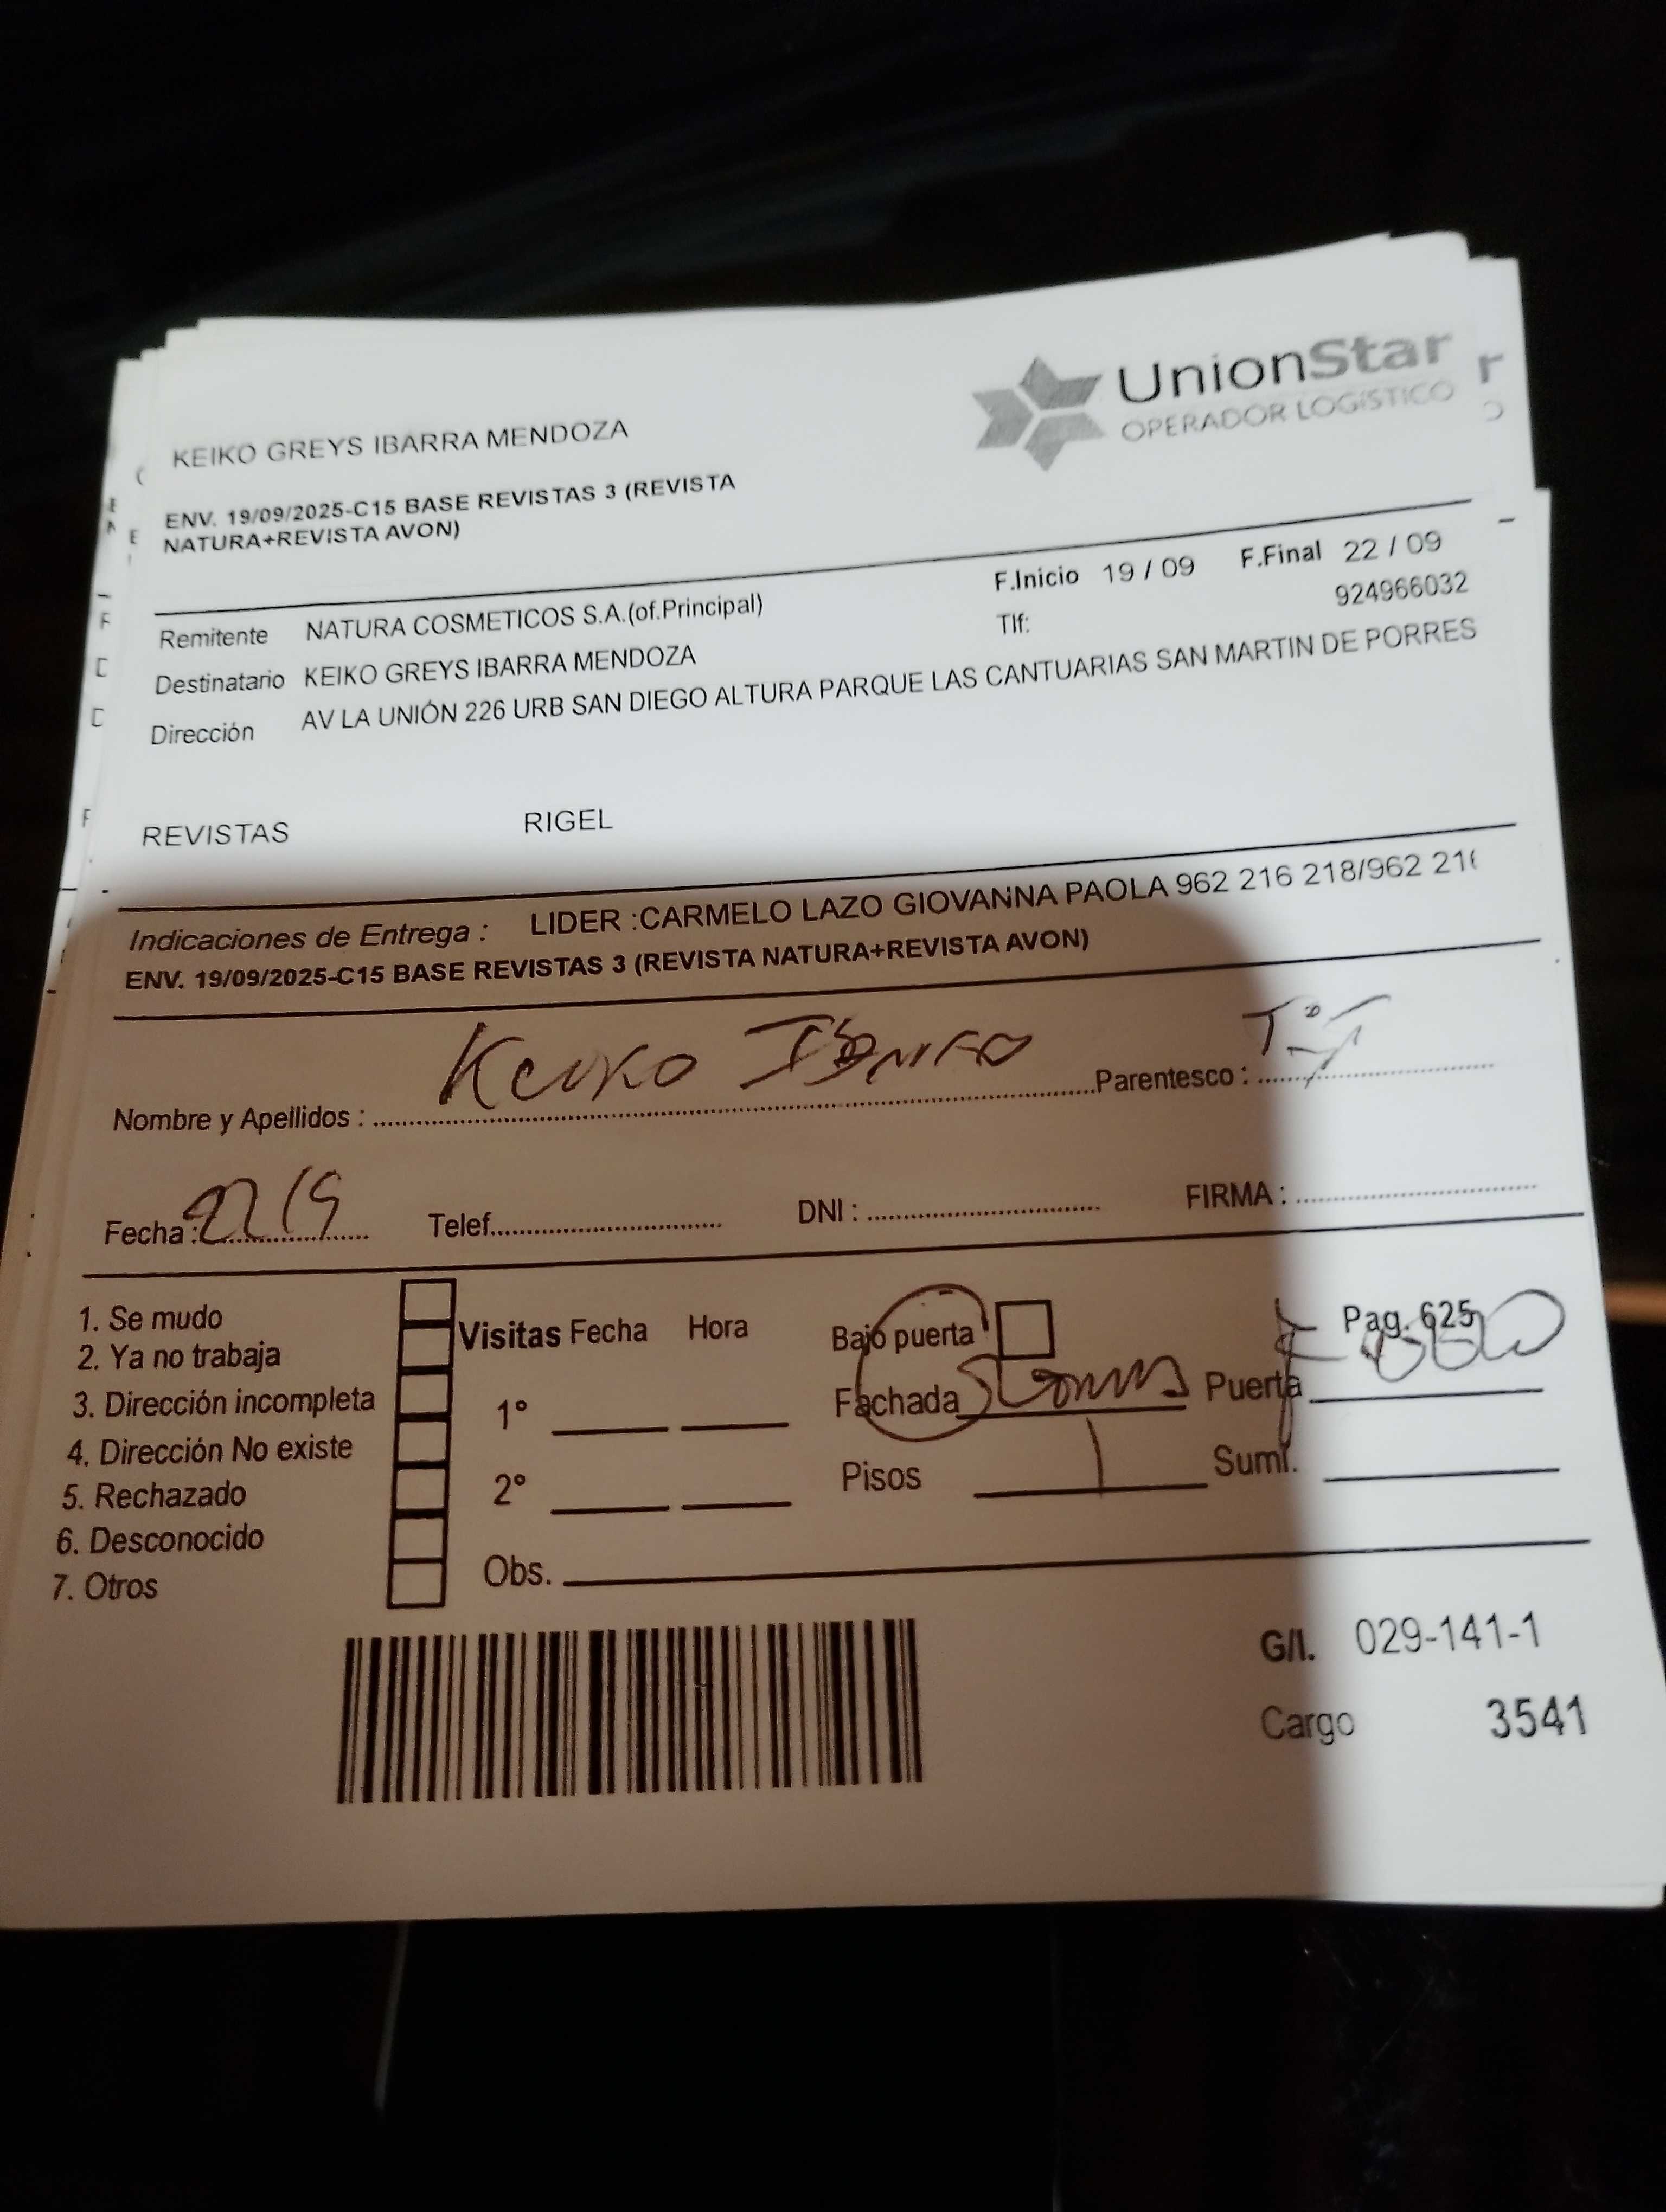 UnionStar
OPERADOR LOGÍSTICO
KEIKO GREYS IBARRA MENDOZA
ENV. 19/09/2025-C15 BASE REVISTAS 3 (REVISTA
NATURA+REVISTA AVON)
F.Inicio 19 / 09 F.Final 22 / 09
Remitente NATURA COSMETICOS S.A.(of.Principal) Tlf: 924966032
Destinatario KEIKO GREYS IBARRA MENDOZA
Dirección AV LA UNIÓN 226 URB SAN DIEGO ALTURA PARQUE LAS CANTUARIAS SAN MARTIN DE PORRES
REVISTAS RIGEL
Indicaciones de Entrega : LIDER :CARMELO LAZO GIOVANNA PAOLA 962 216 218/962 21
ENV. 19/09/2025-C15 BASE REVISTAS 3 (REVISTA NATURA+REVISTA AVON)
Nombre y Apellidos : Keiko Ibarra Parentesco :
Fecha : 22/9 Telef. DNI : FIRMA :
1. Se mudo
2. Ya no trabaja
3. Dirección incompleta
4. Dirección No existe
5. Rechazado
6. Desconocido
7. Otros
Visitas Fecha Hora
1°
2°
Obs.
Bajo puerta Pag. 625
Fachada Puerta
Pisos 1 Sumi.
G/I. 029-141-1
Cargo 3541